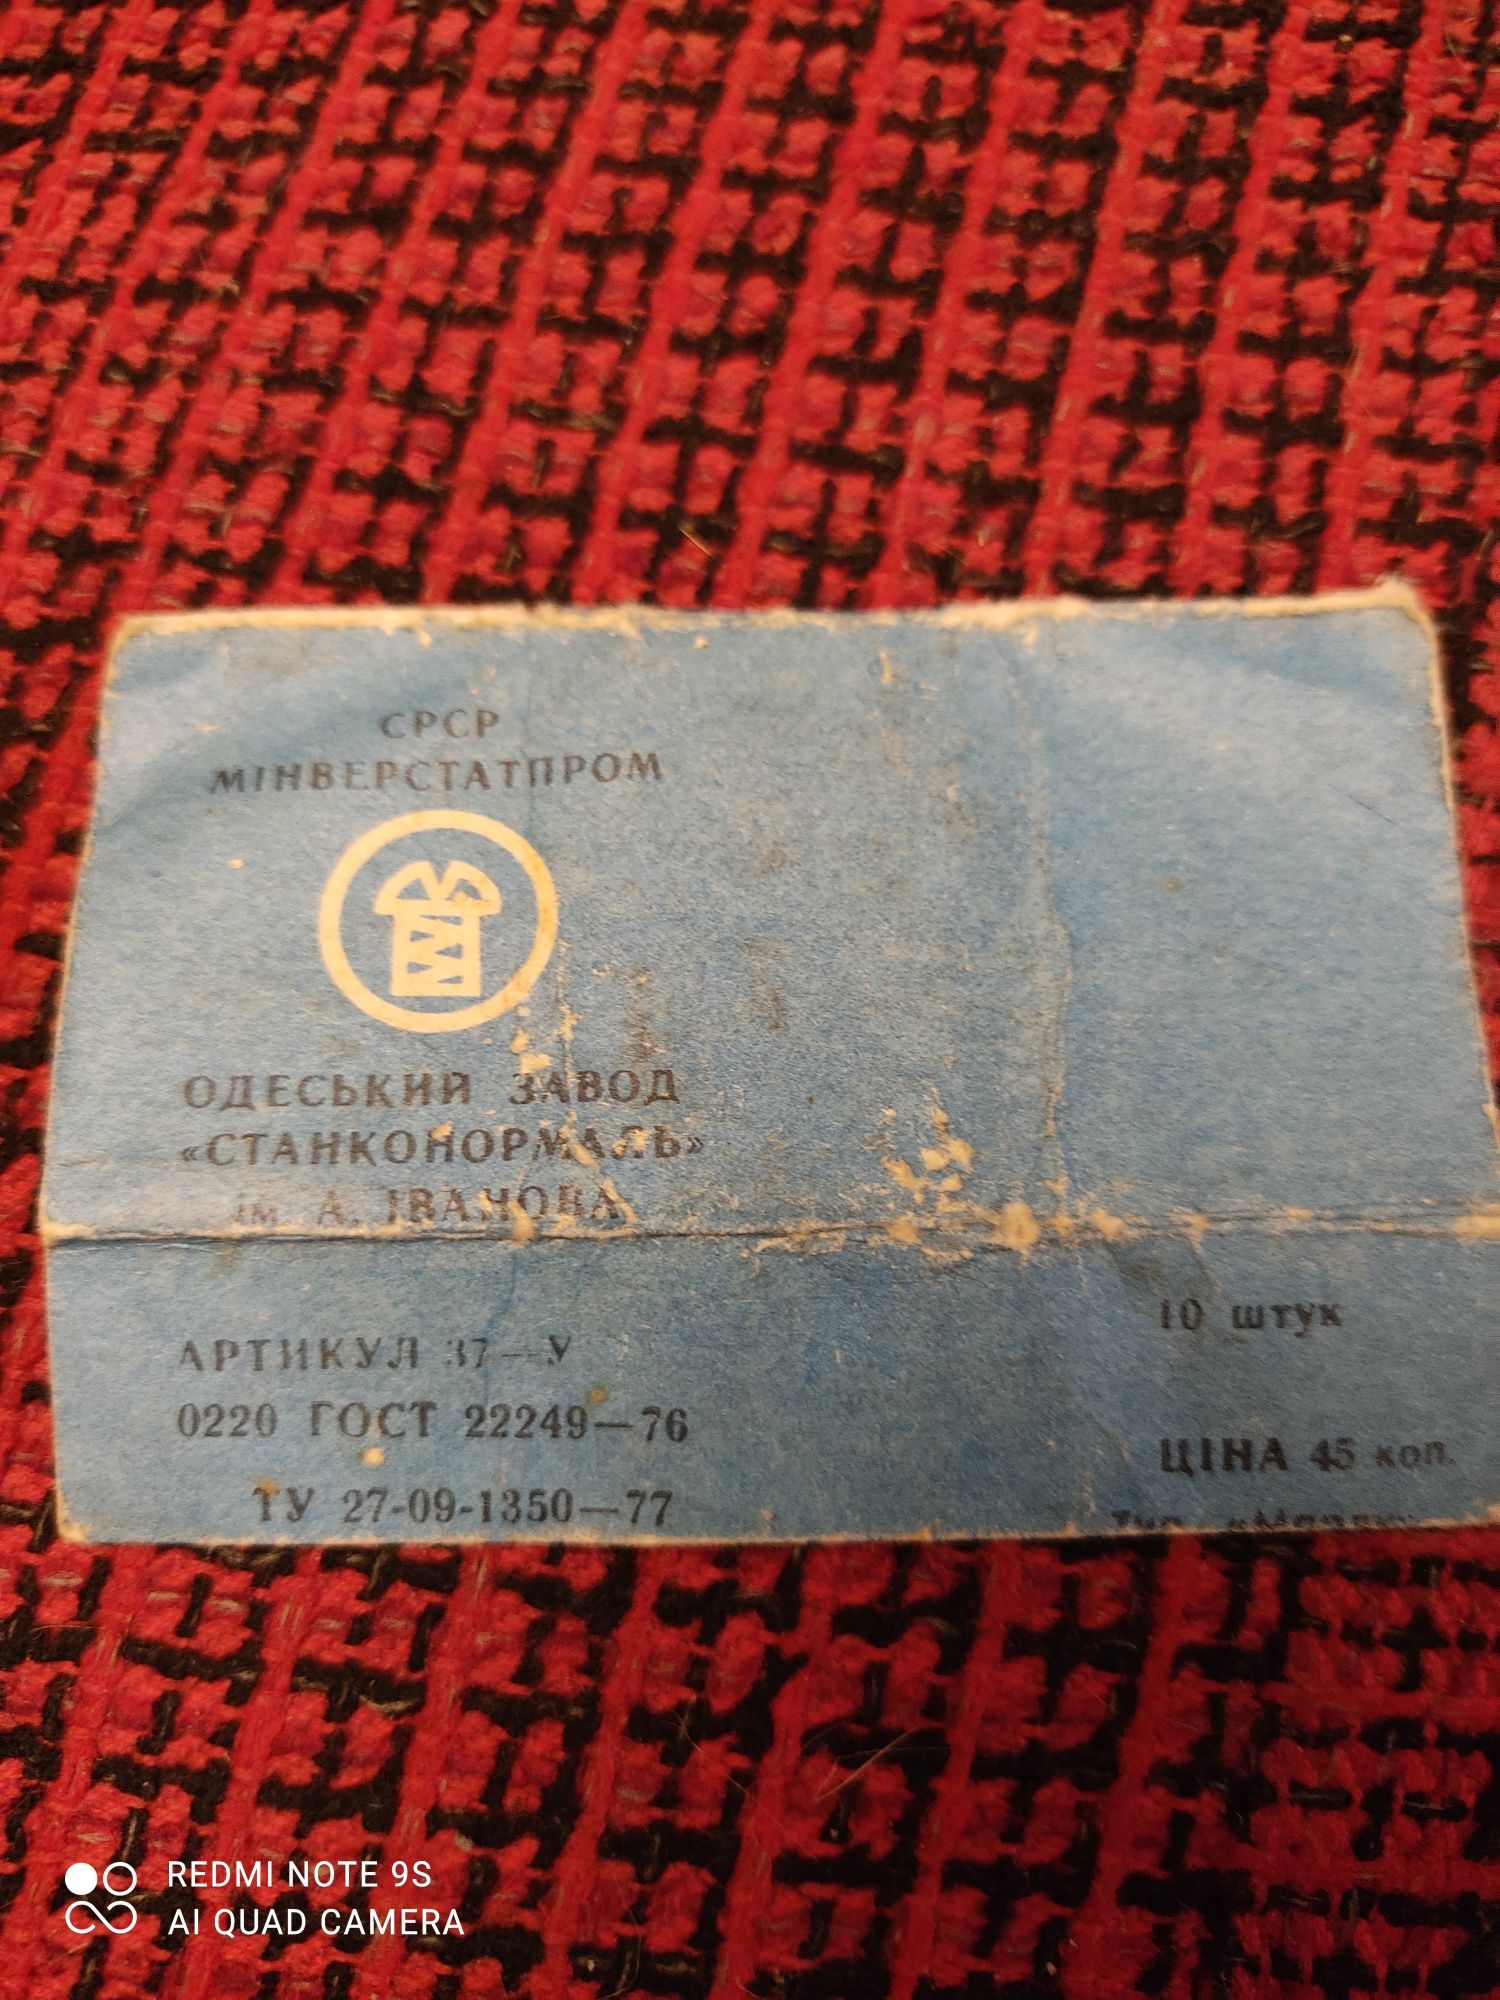 СРСР
МІНВЕРСТАТПРОМ
ОДЕСЬКИЙ ЗАВОД
«СТАНКОНОРМАЛЬ»
ім. А. ІВАНОВА
АРТИКУЛ 37—У
0220 ГОСТ 22249—76
ТУ 27-09-1350—77
10 штук
ЦІНА 45 коп.
REDMI NOTE 9S
AI QUAD CAMERA